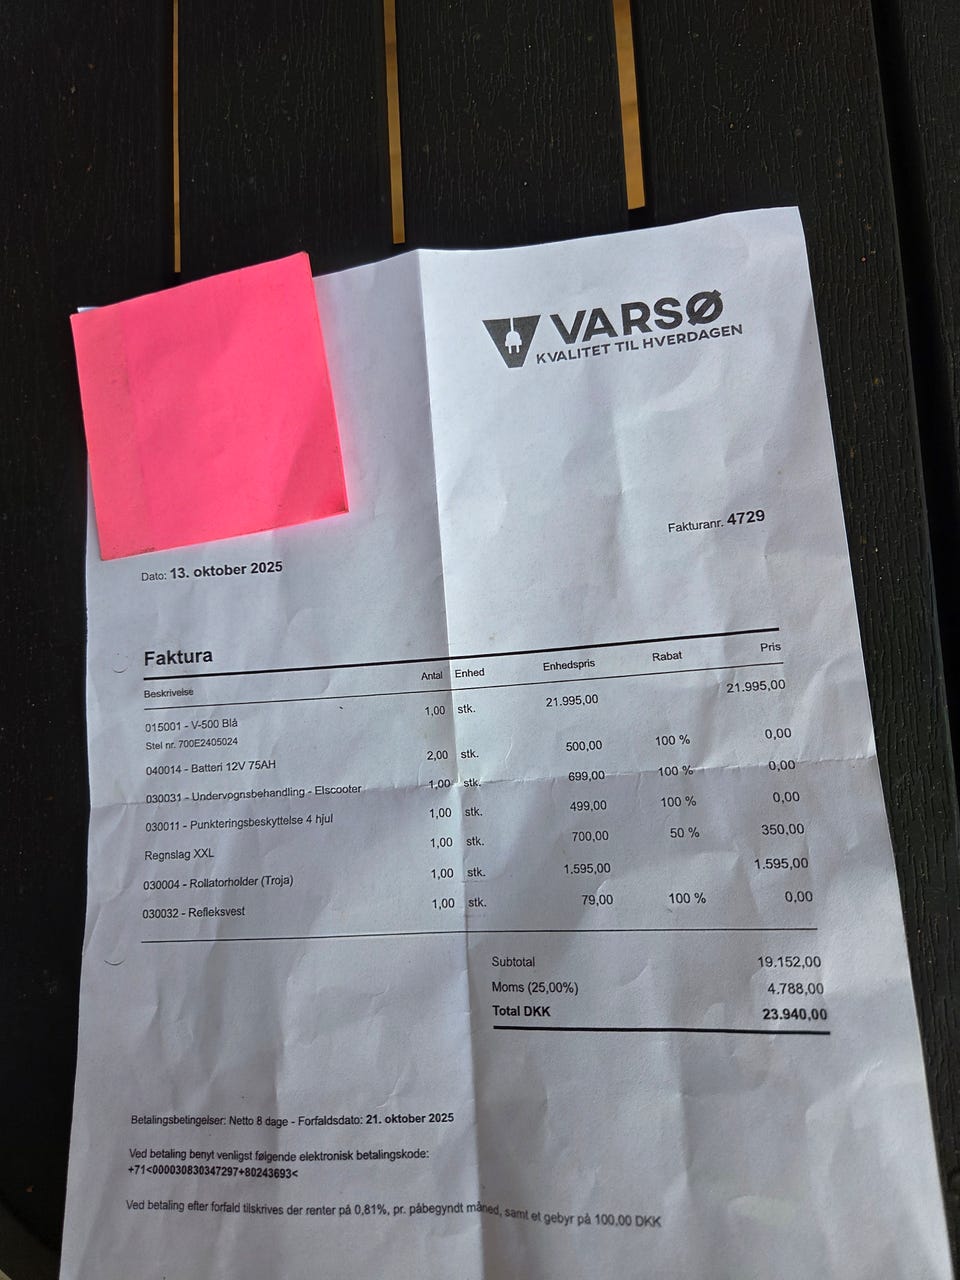 VARSØ
KVALITET TIL HVERDAGEN
Fakturanr. 4729
Dato: 13. oktober 2025
Faktura
Beskrivelse Antal Enhed Enhedspris Rabat Pris
015001 - V-500 Blå 1,00 stk. 21.995,00 21.995,00
Stel nr. 700E2405024
040014 - Batteri 12V 75AH 2,00 stk. 500,00 100 % 0,00
030031 - Undervognsbehandling - Elscooter 1,00 stk. 699,00 100 % 0,00
030011 - Punkteringsbeskyttelse 4 hjul 1,00 stk. 499,00 100 % 0,00
Regnslag XXL 1,00 stk. 700,00 50 % 350,00
030004 - Rollatorholder (Troja) 1,00 stk. 1.595,00 1.595,00
030032 - Refleksvest 1,00 stk. 79,00 100 % 0,00
Subtotal 19.152,00
Moms (25,00%) 4.788,00
Total DKK 23.940,00
Betalingsbetingelser: Netto 8 dage - Forfaldsdato: 21. oktober 2025
Ved betaling benyt venligst følgende elektronisk betalingskode:
+71<000030830347297+80243693<
Ved betaling efter forfald tilskrives der renter på 0,81%, pr. påbegyndt måned, samt et gebyr på 100,00 DKK